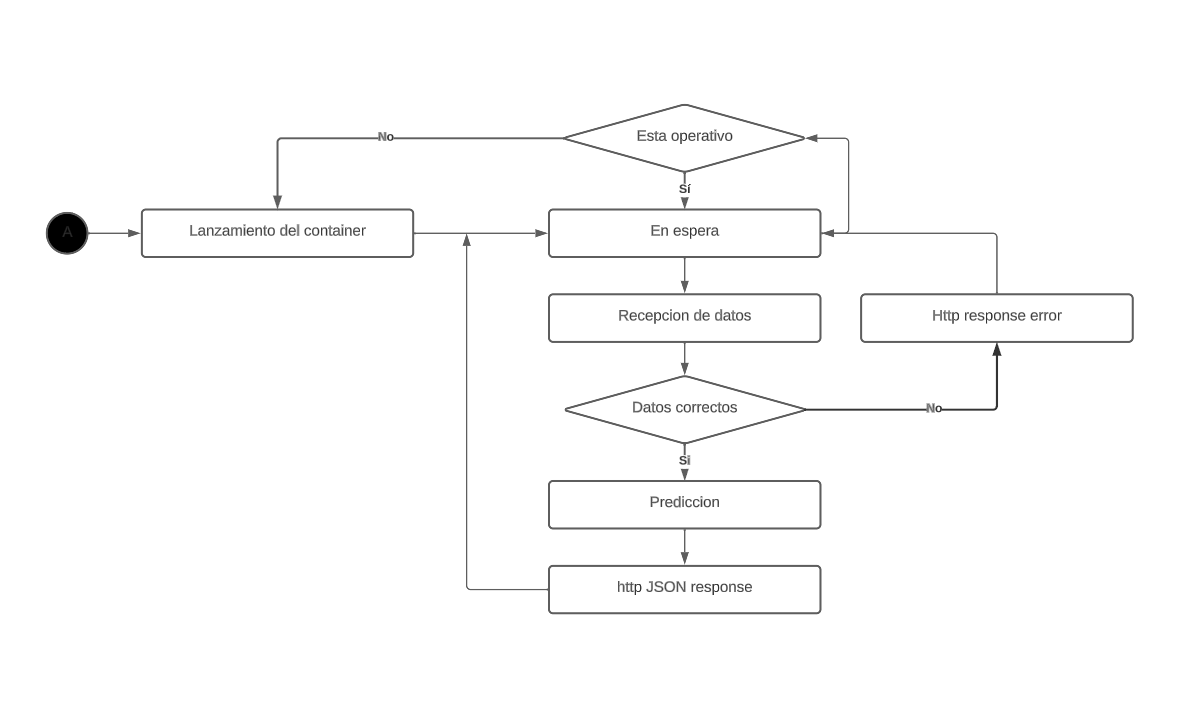 Esta operativo
No
Sí
A
Lanzamiento del container
En espera
Recepcion de datos
Http response error
Datos correctos
No
Si
Prediccion
http JSON response